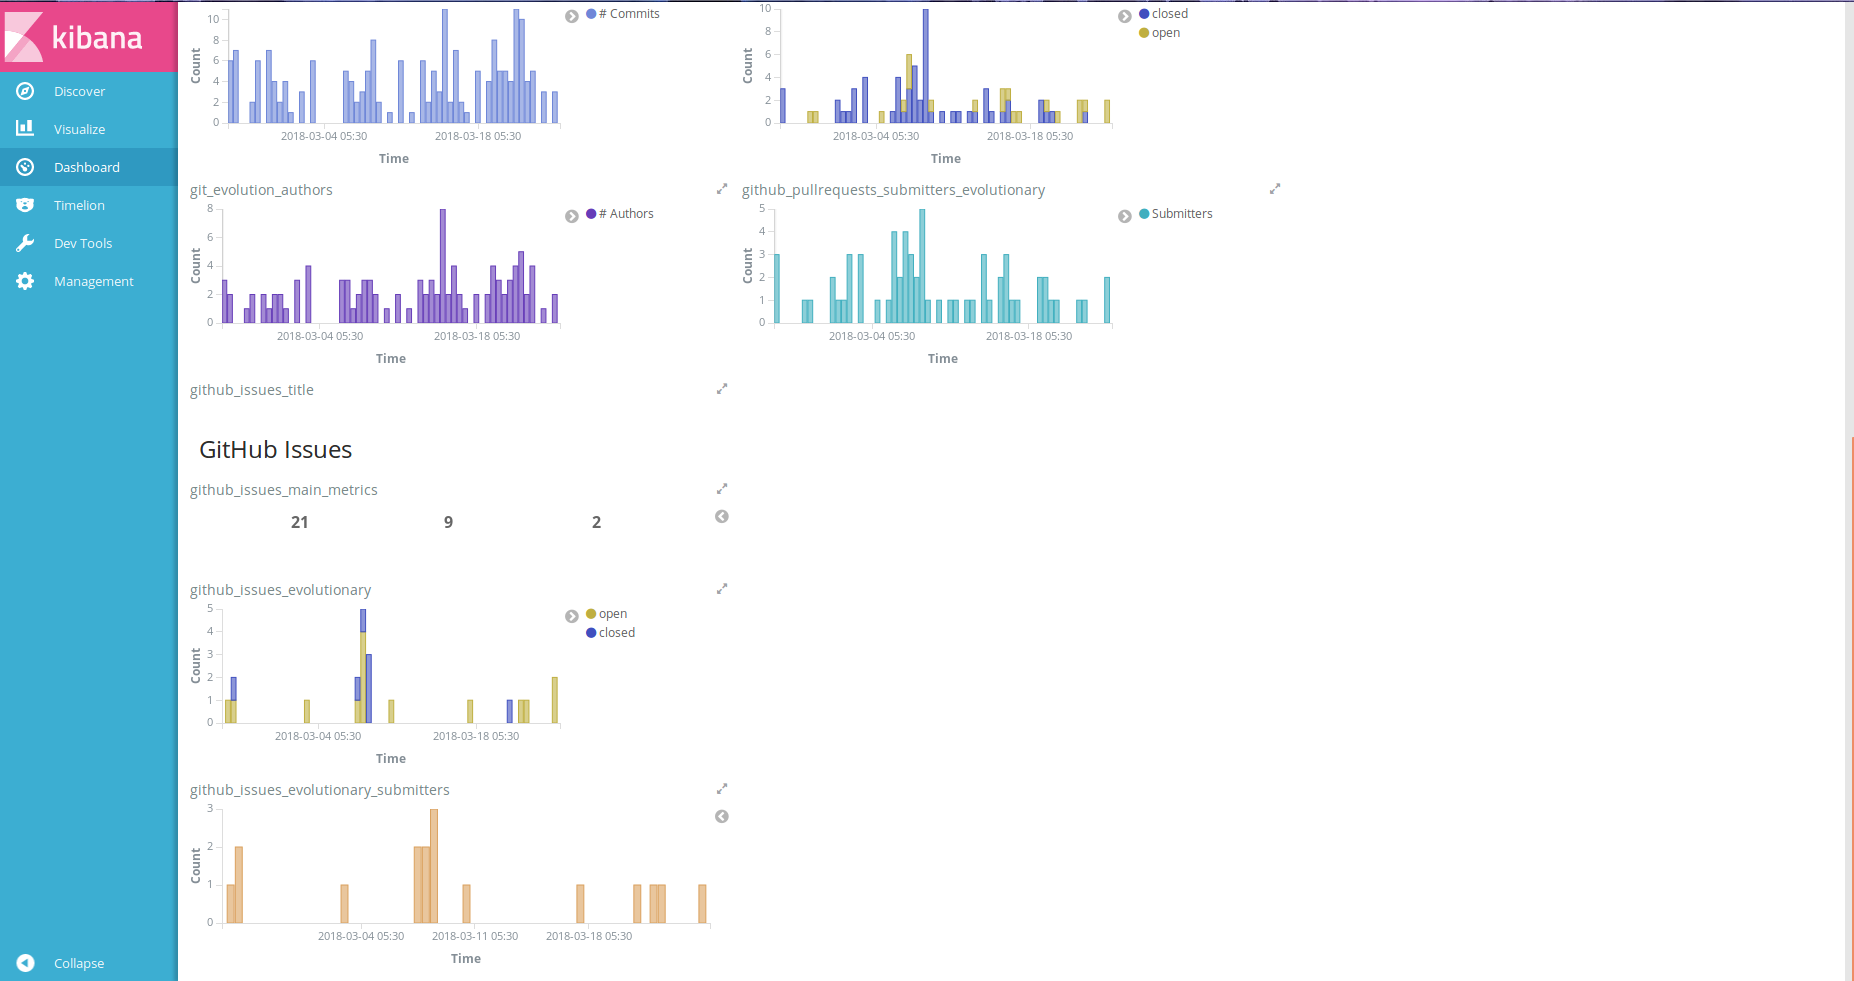 kibana
Discover
Visualize
Dashboard
Timelion
Dev Tools
Management
Collapse
10
8
6
4
2
0
Count
2018-03-04 05:30
2018-03-18 05:30
Time
# Commits
10
8
6
4
2
0
Count
2018-03-04 05:30
2018-03-18 05:30
Time
closed
open
git_evolution_authors
8
6
4
2
0
Count
2018-03-04 05:30
2018-03-18 05:30
Time
# Authors
github_pullrequests_submitters_evolutionary
5
4
3
2
1
0
Count
2018-03-04 05:30
2018-03-18 05:30
Time
Submitters
github_issues_title
GitHub Issues
github_issues_main_metrics
21 9 2
github_issues_evolutionary
5
4
3
2
1
0
Count
2018-03-04 05:30
2018-03-18 05:30
Time
open
closed
github_issues_evolutionary_submitters
3
2
1
0
Count
2018-03-04 05:30
2018-03-11 05:30
2018-03-18 05:30
Time